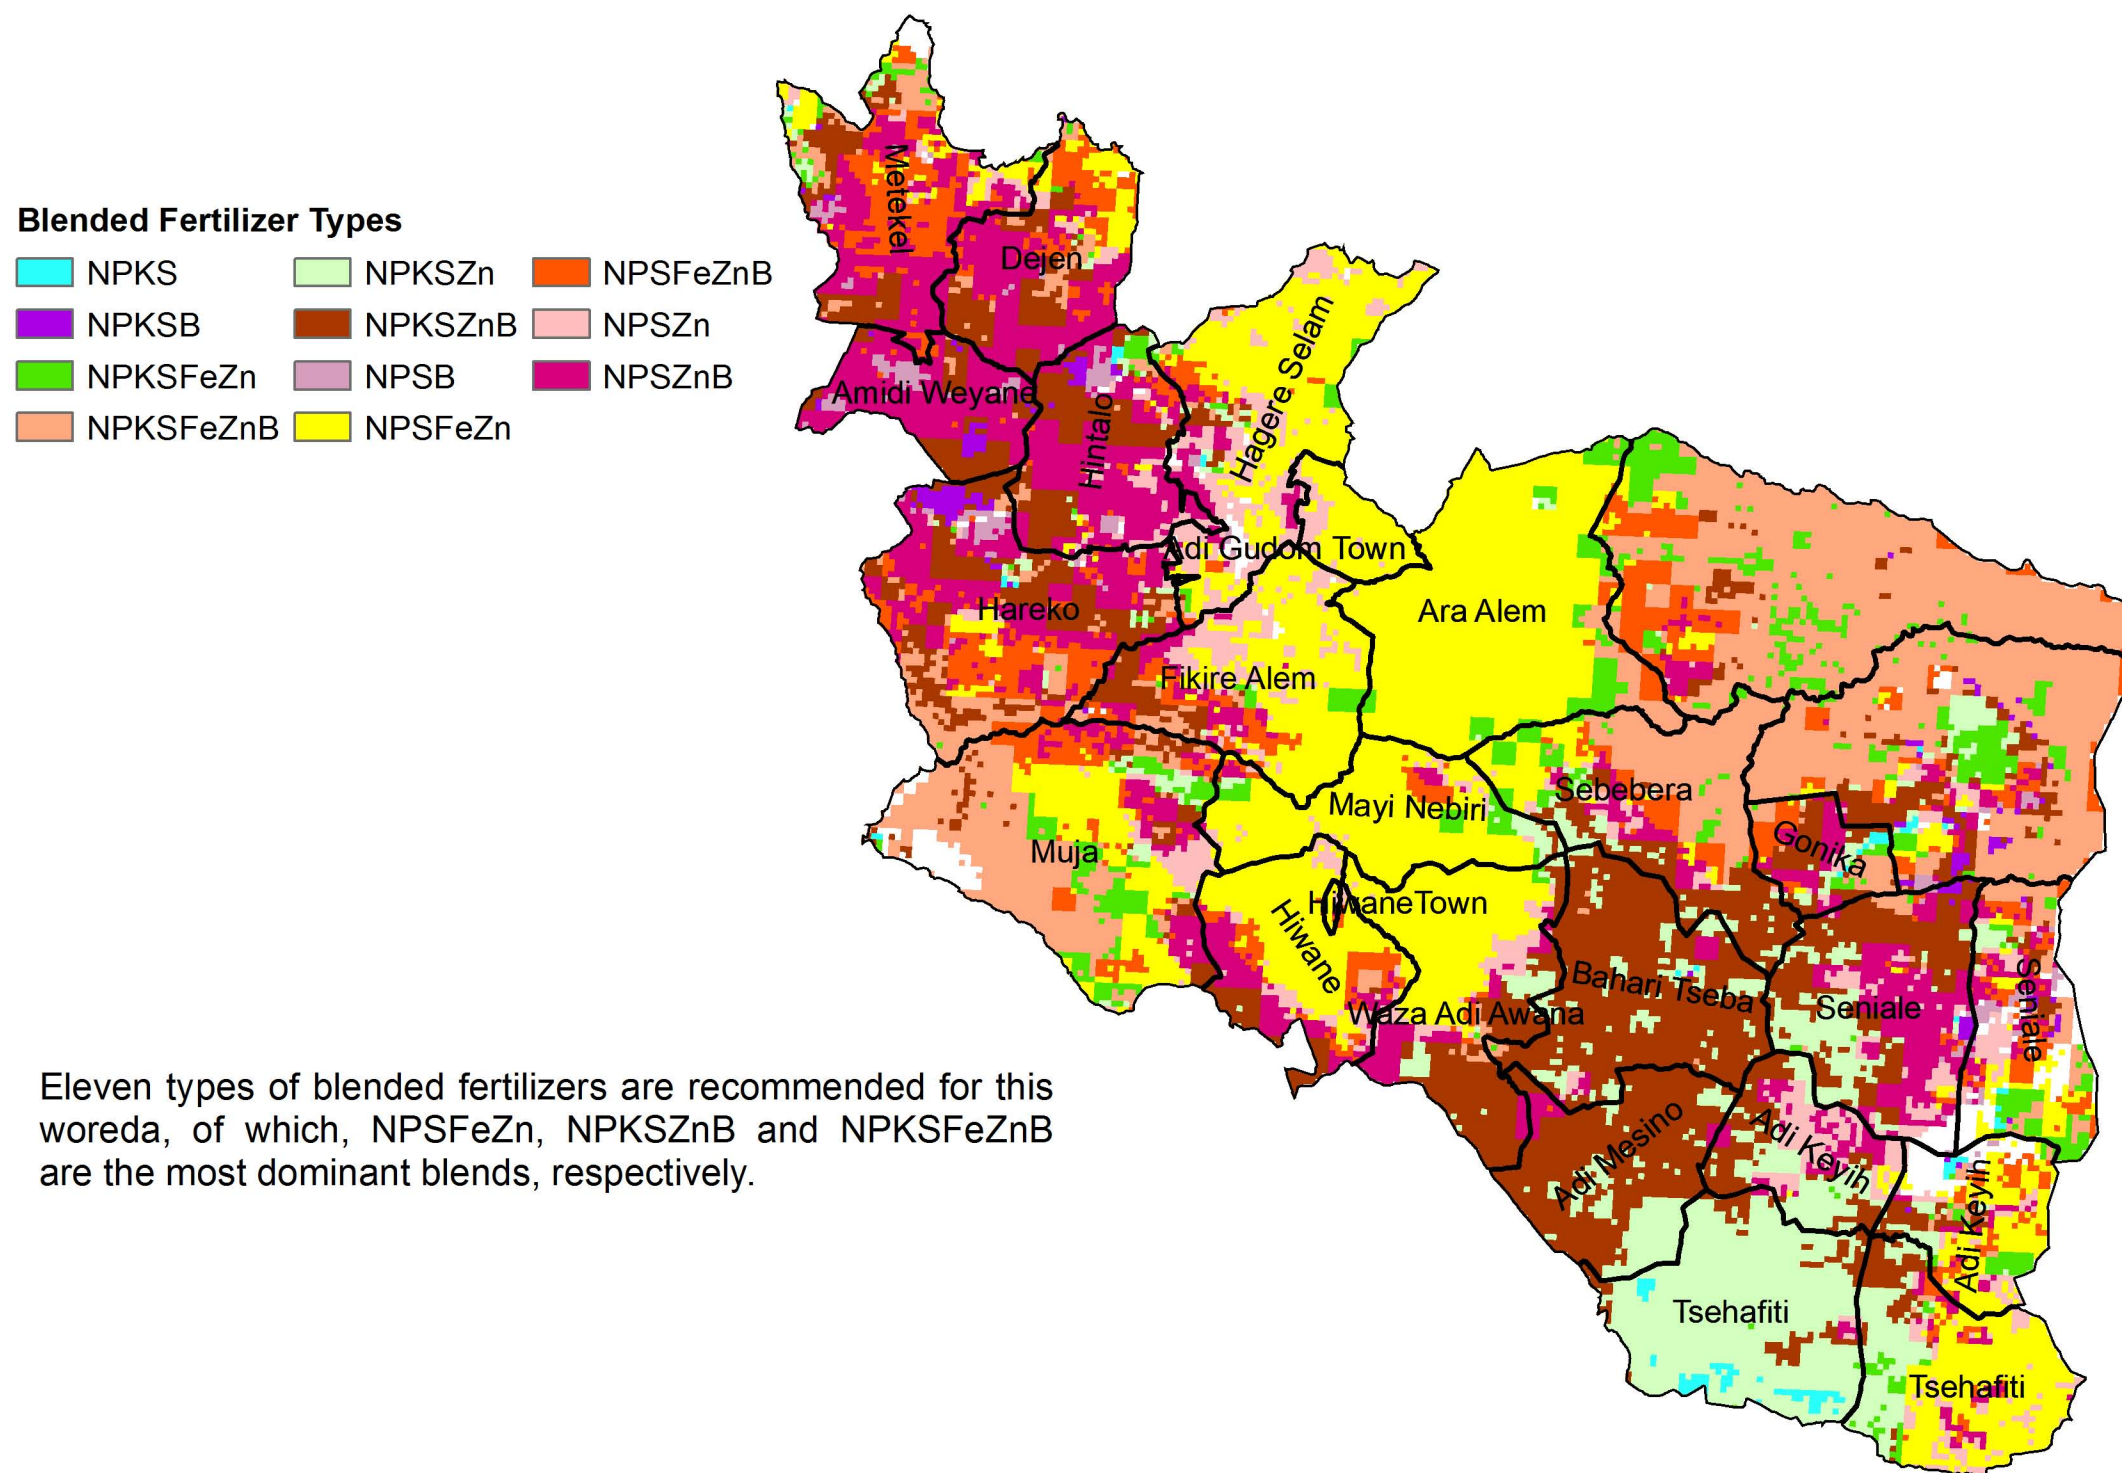 Blended Fertilizer Types
NPKS
NPKSZn
NPSFeZnB
NPKSB
NPKSZnB
NPSZn
NPKSFeZn
NPSB
NPSZnB
NPKSFeZnB
NPSFeZn
Metekel
Dejen
Amidi Weyane
Hintalo
Hagere Selam
Adi Gudom Town
Hareko
Ara Alem
Fikire Alem
Sebebera
Mayi Nebiri
Muja
Gonika
Hiwane Town
Hiwane
Bahari Tseba
Waza Adi Awana
Seniale
Seniale
Adi Mesino
Adi Keyih
Adi Keyih
Tsehafiti
Tsehafiti
Eleven types of blended fertilizers are recommended for this
woreda, of which, NPSFeZn, NPKSZnB and NPKSFeZnB
are the most dominant blends, respectively.